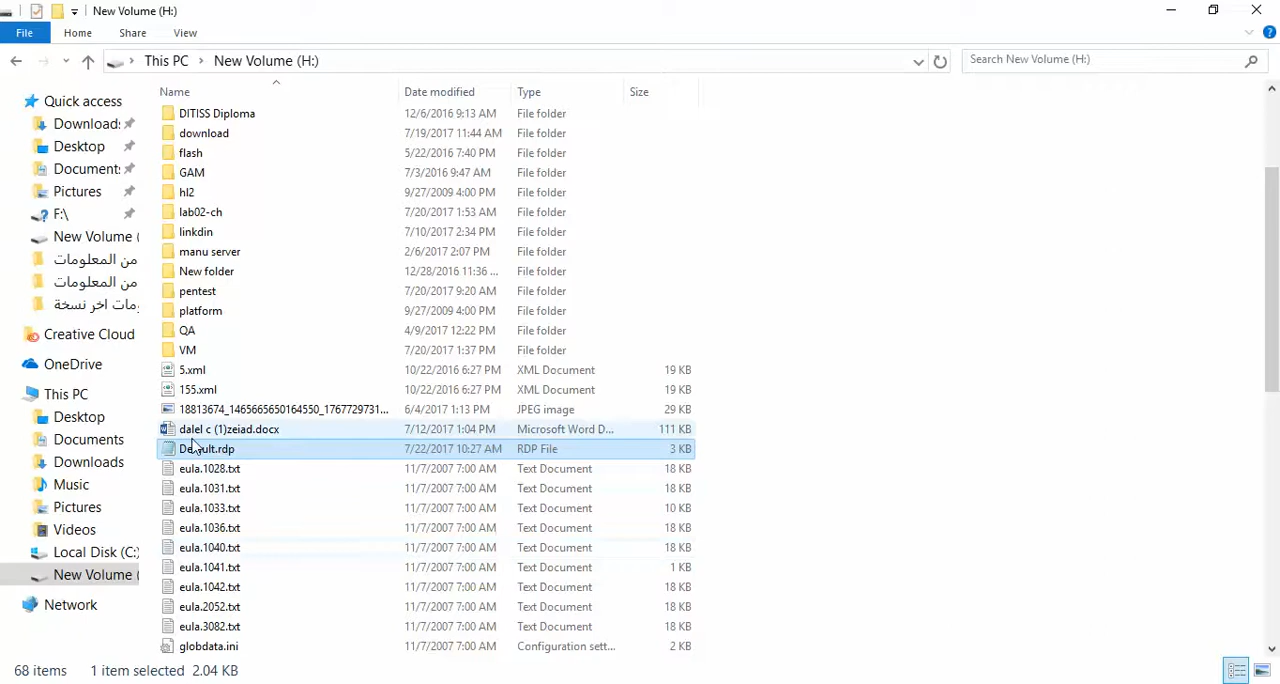 New Volume (H:)
File Home Share View
This PC New Volume (H:) Search New Volume (H:)
Name Date modified Type Size
Quick access
Downloads
Desktop
Documents
Pictures
F:\
New Volume (
من المعلومات
من المعلومات
ومات اخر نسخة
Creative Cloud
OneDrive
This PC
Desktop
Documents
Downloads
Music
Pictures
Videos
Local Disk (C:)
New Volume (
Network
DITISS Diploma 12/6/2016 9:13 AM File folder
download 7/19/2017 11:44 AM File folder
flash 5/22/2016 7:40 PM File folder
GAM 7/3/2016 9:47 AM File folder
hl2 9/27/2009 4:00 PM File folder
lab02-ch 7/20/2017 1:53 AM File folder
linkdin 7/10/2017 2:34 PM File folder
manu server 2/6/2017 2:07 PM File folder
New folder 12/28/2016 11:36 ... File folder
pentest 7/20/2017 9:20 AM File folder
platform 9/27/2009 4:00 PM File folder
QA 4/9/2017 12:22 PM File folder
VM 7/20/2017 1:37 PM File folder
5.xml 10/22/2016 6:27 PM XML Document 19 KB
155.xml 10/22/2016 6:27 PM XML Document 19 KB
18813674_1465665650164550_1767729731... 6/4/2017 1:13 PM JPEG image 29 KB
dalel c (1)zeiad.docx 7/12/2017 1:04 PM Microsoft Word D... 111 KB
Default.rdp 7/22/2017 10:27 AM RDP File 3 KB
eula.1028.txt 11/7/2007 7:00 AM Text Document 18 KB
eula.1031.txt 11/7/2007 7:00 AM Text Document 18 KB
eula.1033.txt 11/7/2007 7:00 AM Text Document 10 KB
eula.1036.txt 11/7/2007 7:00 AM Text Document 18 KB
eula.1040.txt 11/7/2007 7:00 AM Text Document 18 KB
eula.1041.txt 11/7/2007 7:00 AM Text Document 1 KB
eula.1042.txt 11/7/2007 7:00 AM Text Document 18 KB
eula.2052.txt 11/7/2007 7:00 AM Text Document 18 KB
eula.3082.txt 11/7/2007 7:00 AM Text Document 18 KB
globdata.ini 11/7/2007 7:00 AM Configuration sett... 2 KB
68 items 1 item selected 2.04 KB